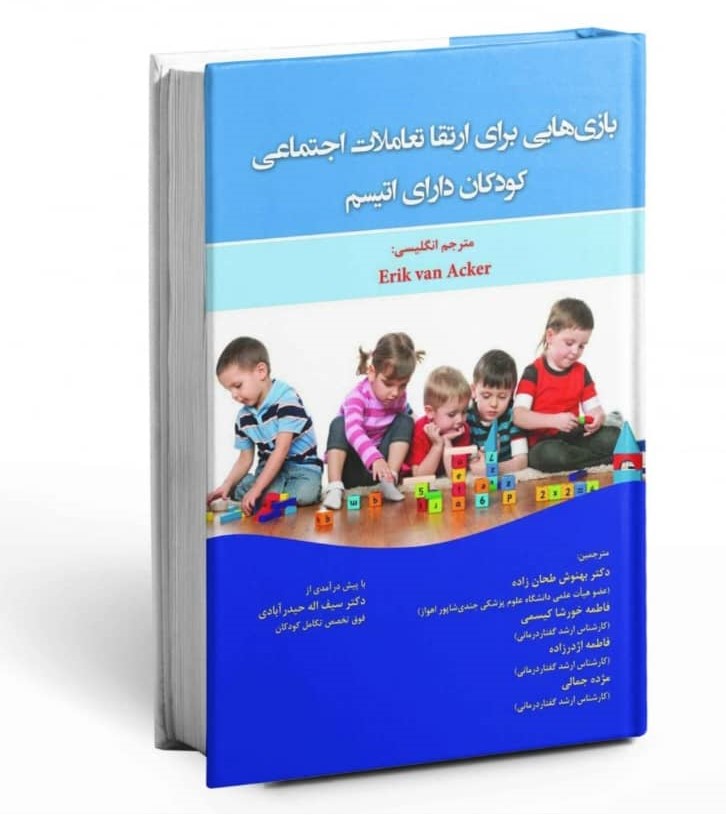 بازی‌هایی برای ارتقا تعاملات اجتماعی
کودکان دارای اتیسم
مترجم انگلیسی:
Erik van Acker
مترجمین:
دکتر بهنوش طحان زاده
(عضو هیأت علمی دانشگاه علوم پزشکی جندی‌شاپور اهواز)
فاطمه خورشا کیسمی
(کارشناس ارشد گفتاردرمانی)
فاطمه اژدرزاده
(کارشناس ارشد گفتاردرمانی)
مژده جمالی
(کارشناس ارشد گفتاردرمانی)
با پیش درآمدی از
دکتر سیف اله حیدرآبادی
فوق تخصص تکامل کودکان